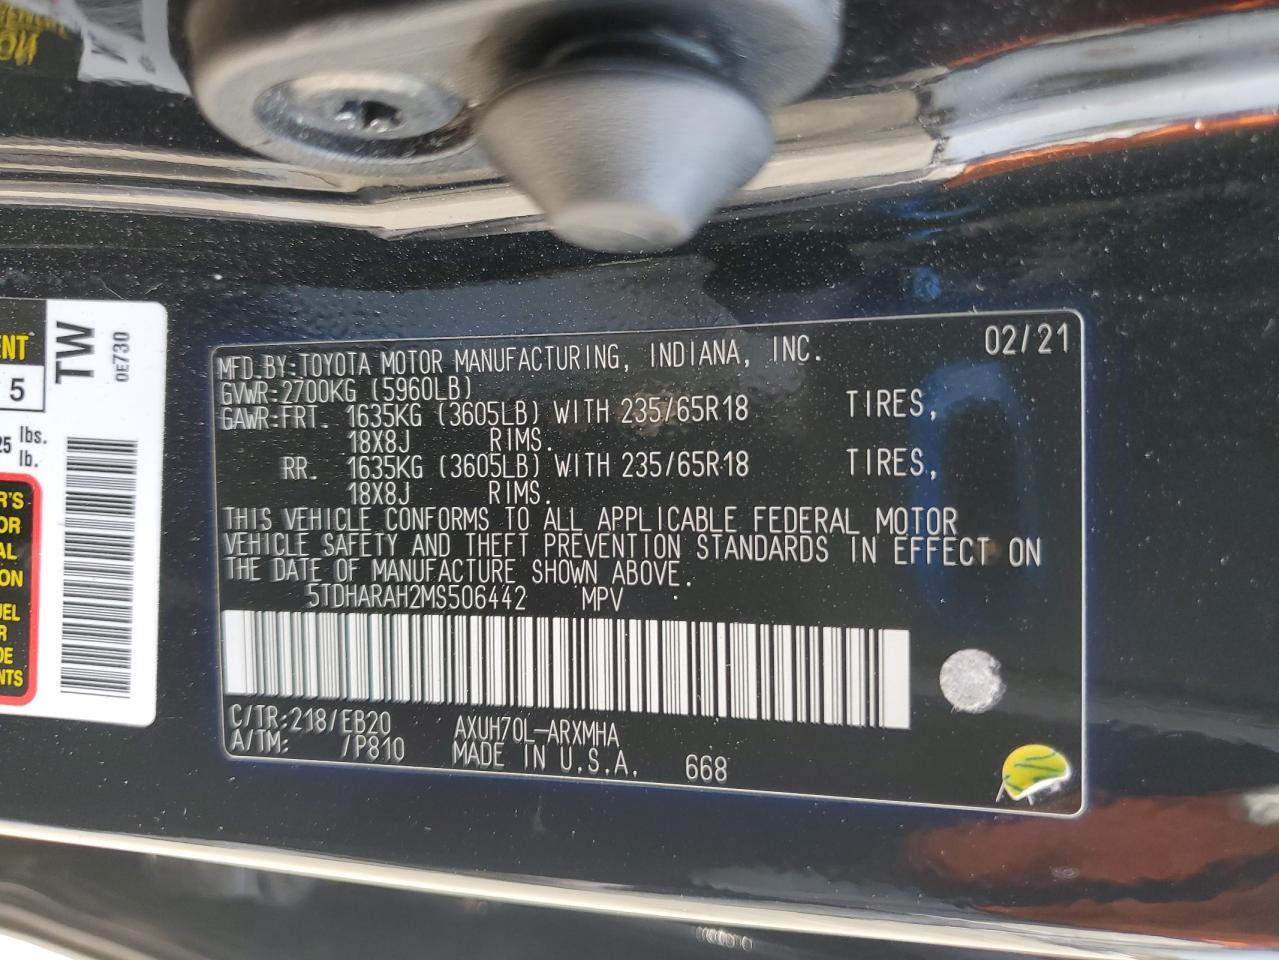 MFD.BY:TOYOTA MOTOR MANUFACTURING, INDIANA, INC. 02/21
GVWR:2700KG (5960LB)
GAWR:FRT. 1635KG (3605LB) WITH 235/65R18 TIRES,
18X8J RIMS.
RR. 1635KG (3605LB) WITH 235/65R18 TIRES,
18X8J RIMS.
THIS VEHICLE CONFORMS TO ALL APPLICABLE FEDERAL MOTOR
VEHICLE SAFETY AND THEFT PREVENTION STANDARDS IN EFFECT ON
THE DATE OF MANUFACTURE SHOWN ABOVE.
5TDHARAH2MS506442 MPV
C/TR:218/EB20 AXUH70L-ARXMHA
A/TM: /P810 MADE IN U.S.A. 668
TW
0E730
5
lbs.
lb.